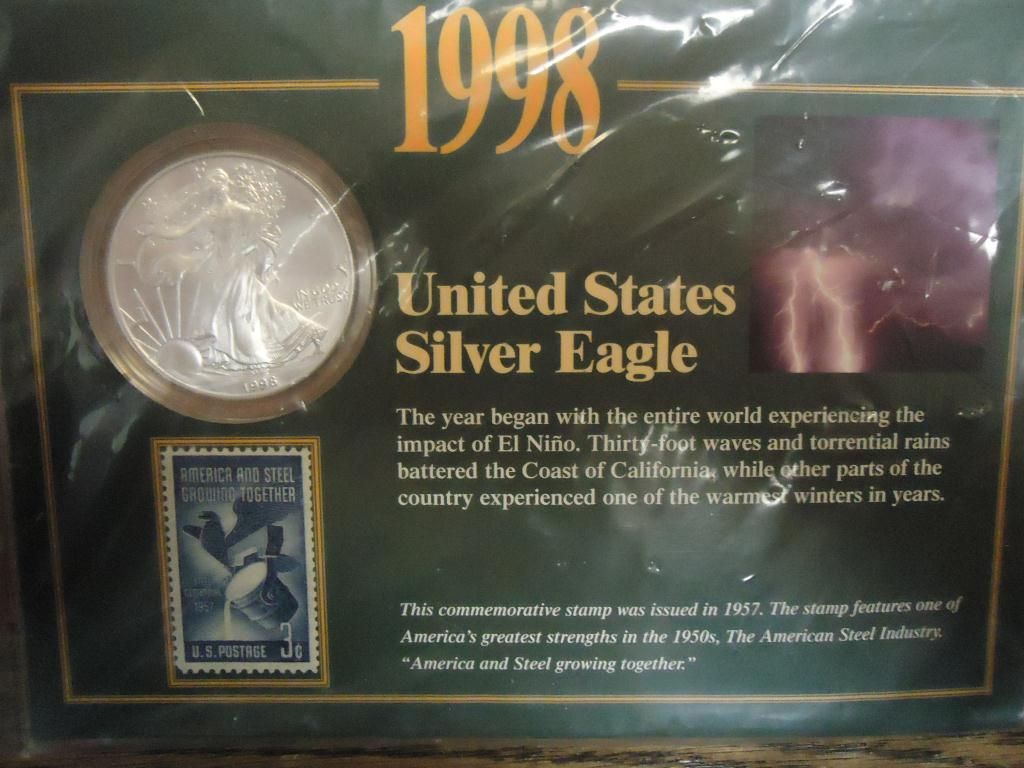 1998
IN GOD
WE TRUST
1998
United States
Silver Eagle
The year began with the entire world experiencing the
impact of El Niño. Thirty-foot waves and torrential rains
battered the Coast of California, while other parts of the
country experienced one of the warmest winters in years.
AMERICA AND STEEL
GROWING TOGETHER
CENTENNIAL
1957
3¢
U.S. POSTAGE
This commemorative stamp was issued in 1957. The stamp features one of
America's greatest strengths in the 1950s, The American Steel Industry.
“America and Steel growing together.”